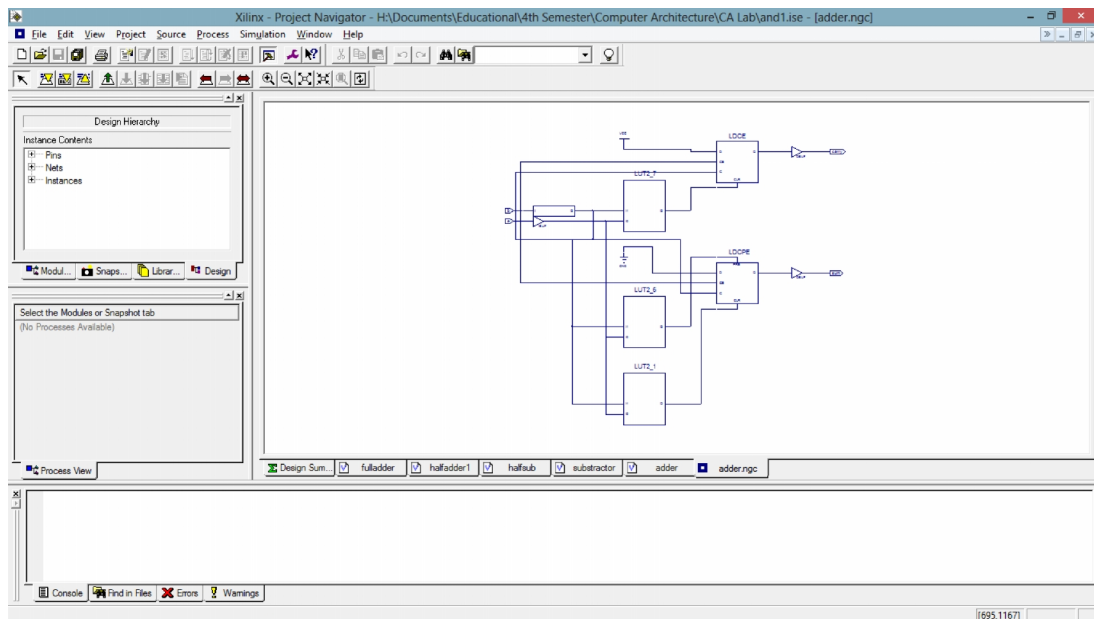 Xilinx - Project Navigator - H:\Documents\Educational\4th Semester\Computer Architecture\CA Lab\and1.ise - [adder.ngc]
File Edit View Project Source Process Simulation Window Help
Design Hierarchy
Instance Contents
Pins
Nets
Instances
Modul... Snaps... Librar... Design
Select the Modules or Snapshot tab
(No Processes Available)
Process View
LDCE
LUT2_7
LDCPE
LUT2_6
LUT2_1
Design Sum... fulladder halfadder1 halfsub substractor adder adder.ngc
Console Find in Files Errors Warnings
[695,1167]